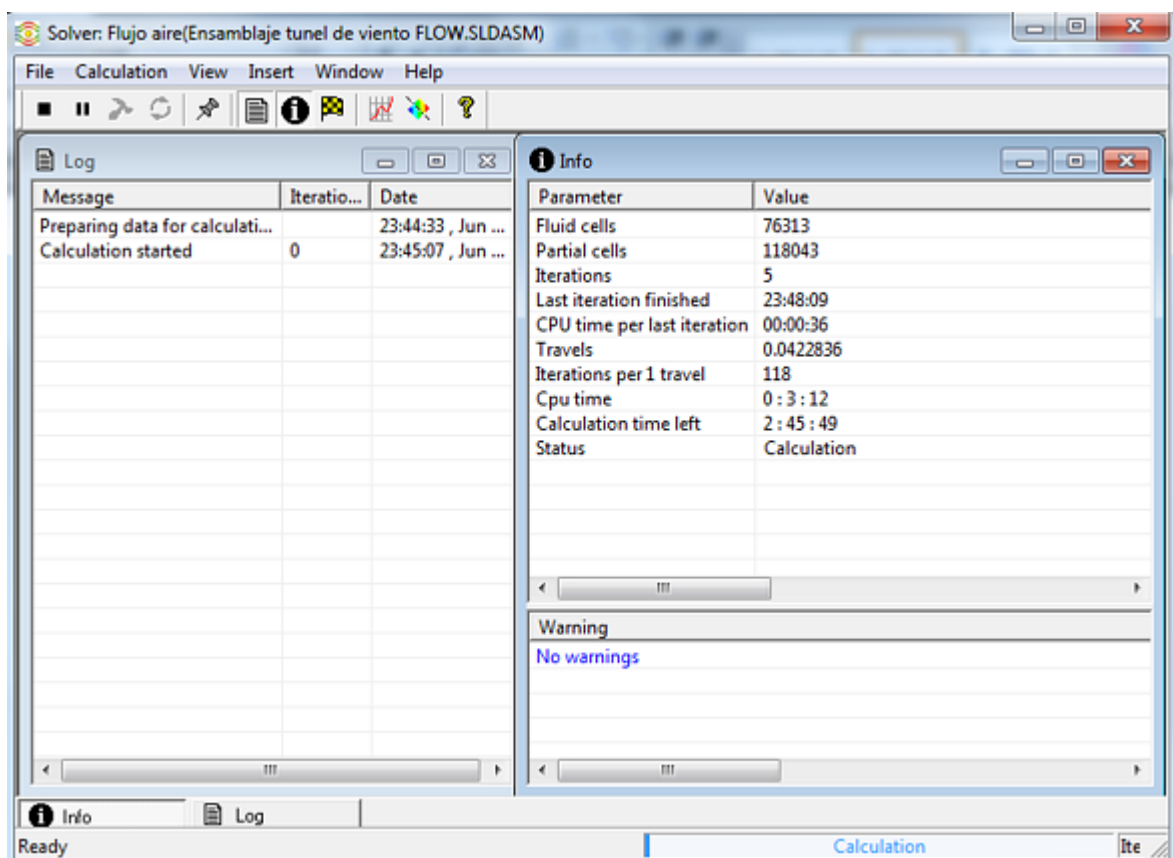 Solver: Flujo aire(Ensamblaje tunel de viento FLOW.SLDASM)
File Calculation View Insert Window Help
Log
Message Iteratio... Date
Preparing data for calculati... 23:44:33 , Jun ...
Calculation started 0 23:45:07 , Jun ...
Info
Parameter Value
Fluid cells 76313
Partial cells 118043
Iterations 5
Last iteration finished 23:48:09
CPU time per last iteration 00:00:36
Travels 0.0422836
Iterations per 1 travel 118
Cpu time 0 : 3 : 12
Calculation time left 2 : 45 : 49
Status Calculation
Warning
No warnings
Info Log
Ready Calculation Ite